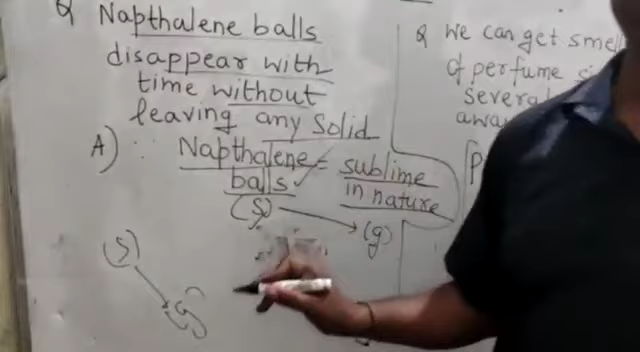 Q Napthalene balls
disappear with
time without
leaving any Solid
A) ∴ Napthalene = sublime
balls in nature
(S) → (g)
(S)
Q We can get smell
of perfume
several